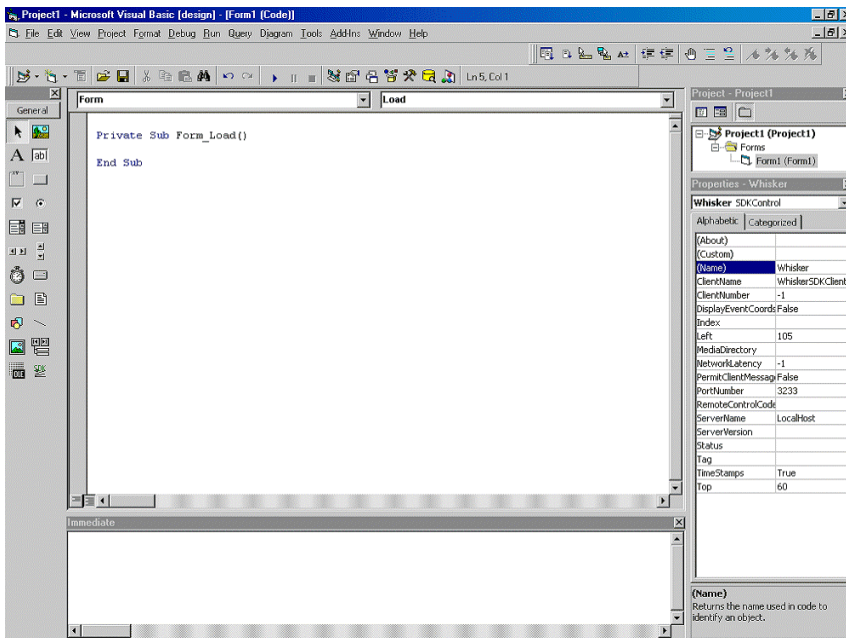 Project1 - Microsoft Visual Basic [design] - [Form1 (Code)]
File Edit View Project Format Debug Run Query Diagram Tools Add-Ins Window Help
Ln 5, Col 1
General
Form
Load
Private Sub Form_Load()
End Sub
Immediate
Project - Project1
Project1 (Project1)
Forms
Form1 (Form1)
Properties - Whisker
Whisker SDKControl
Alphabetic Categorized
(About)
(Custom)
(Name) Whisker
ClientName WhiskerSDKClient
ClientNumber -1
DisplayEventCoords False
Index
Left 105
MediaDirectory
NetworkLatency -1
PermitClientMessag False
PortNumber 3233
RemoteControlCode
ServerName LocalHost
ServerVersion
Status
Tag
TimeStamps True
Top 60
(Name)
Returns the name used in code to
identify an object.